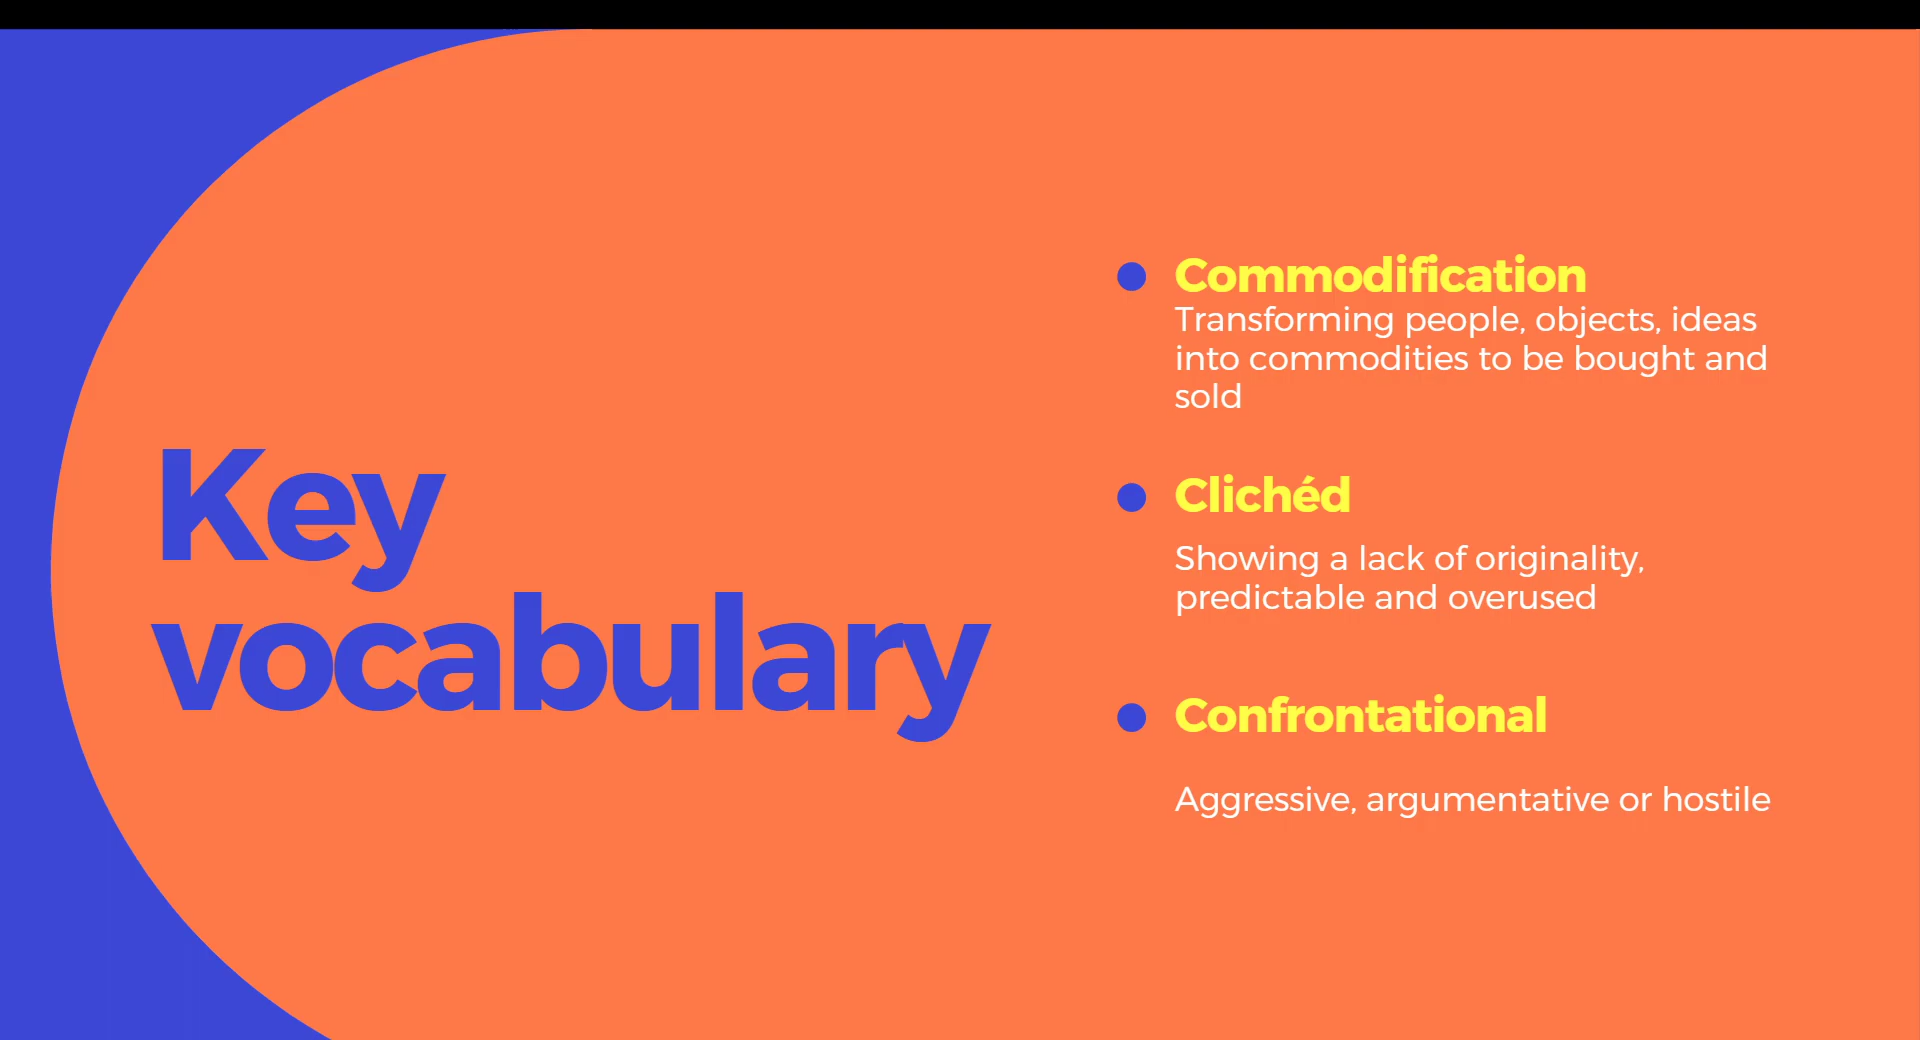 Key
vocabulary
Commodification
Transforming people, objects, ideas
into commodities to be bought and
sold
Clichéd
Showing a lack of originality,
predictable and overused
Confrontational
Aggressive, argumentative or hostile